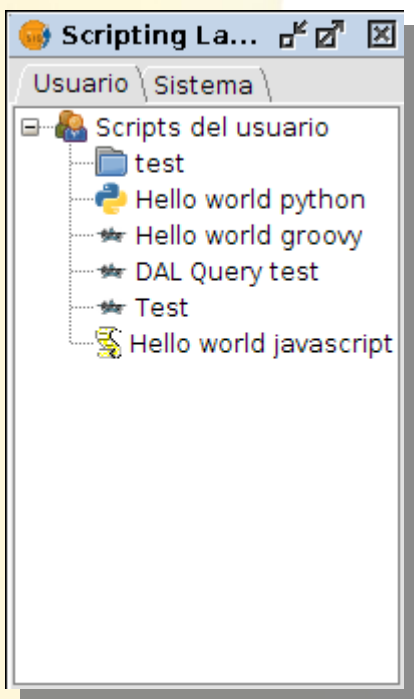 Scripting La...
Usuario
Sistema
Scripts del usuario
test
Hello world python
Hello world groovy
DAL Query test
Test
Hello world javascript